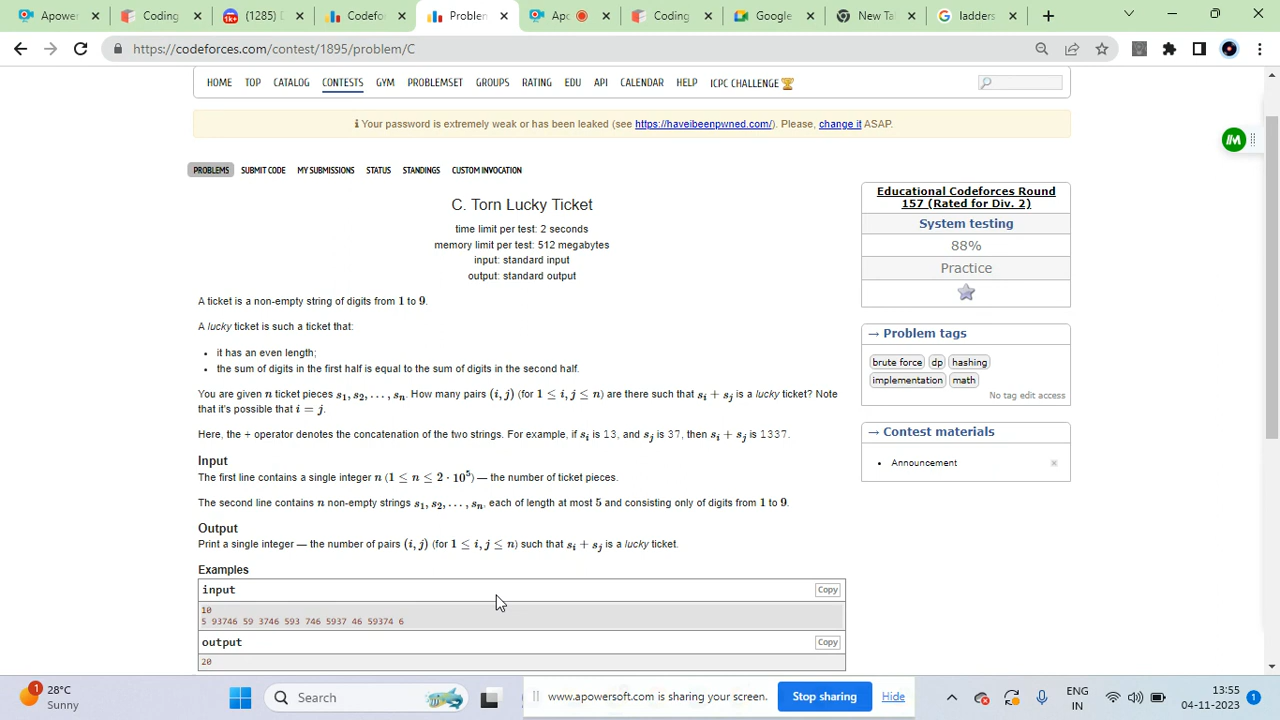 Apowers
Coding
1k+
(1285) D
Codefor
Problem
Apo
Coding
Google
New Tab
ladders
https://codeforces.com/contest/1895/problem/C
HOME TOP CATALOG CONTESTS GYM PROBLEMSET GROUPS RATING EDU API CALENDAR HELP ICPC CHALLENGE
Your password is extremely weak or has been leaked (see https://haveibeenpwned.com/). Please, change it ASAP.
PROBLEMS SUBMIT CODE MY SUBMISSIONS STATUS STANDINGS CUSTOM INVOCATION
C. Torn Lucky Ticket
time limit per test: 2 seconds
memory limit per test: 512 megabytes
input: standard input
output: standard output
A ticket is a non-empty string of digits from 1 to 9.
A lucky ticket is such a ticket that:
• it has an even length;
• the sum of digits in the first half is equal to the sum of digits in the second half.
You are given n ticket pieces s1, s2, …, sn. How many pairs (i, j) (for 1 ≤ i, j ≤ n) are there such that si + sj is a lucky ticket? Note
that it's possible that i = j.
Here, the + operator denotes the concatenation of the two strings. For example, if si is 13, and sj is 37, then si + sj is 1337.
Input
The first line contains a single integer n (1 ≤ n ≤ 2 · 10^5) — the number of ticket pieces.
The second line contains n non-empty strings s1, s2, …, sn, each of length at most 5 and consisting only of digits from 1 to 9.
Output
Print a single integer — the number of pairs (i, j) (for 1 ≤ i, j ≤ n) such that si + sj is a lucky ticket.
Examples
input
Copy
10
5 93746 59 3746 593 746 5937 46 59374 6
output
Copy
20
Educational Codeforces Round
157 (Rated for Div. 2)
System testing
88%
Practice
→ Problem tags
brute force dp hashing
implementation math
No tag edit access
→ Contest materials
• Announcement
IM
1
28°C
Sunny
Search
www.apowersoft.com is sharing your screen.
Stop sharing
Hide
ENG
IN
13:55
04-11-2023
1